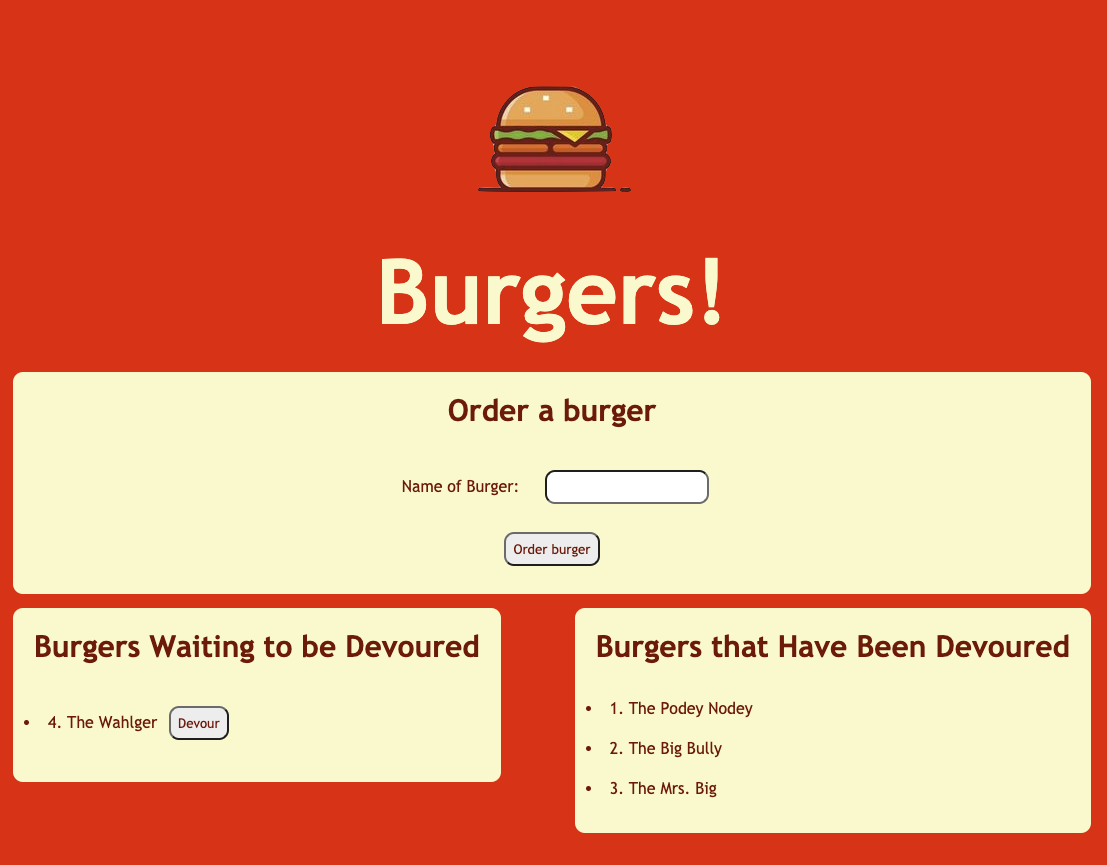 Burgers!
Order a burger
Name of Burger:
Order burger
Burgers Waiting to be Devoured
• 4. The Wahlger Devour
Burgers that Have Been Devoured
• 1. The Podey Nodey
• 2. The Big Bully
• 3. The Mrs. Big